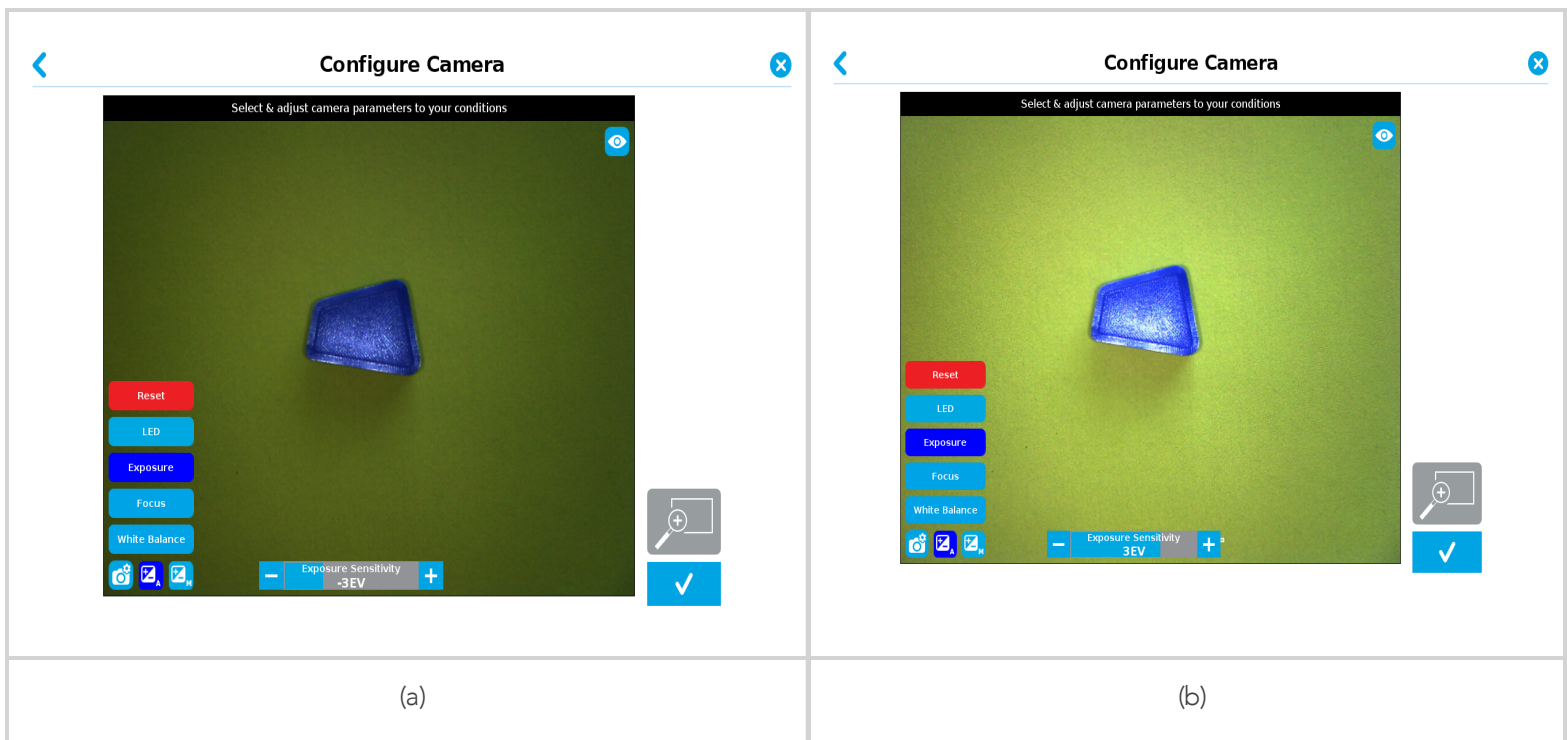 Configure Camera
Select & adjust camera parameters to your conditions
Reset
LED
Exposure
Focus
White Balance
A
M
Exposure Sensitivity
-3EV
(a)
Configure Camera
Select & adjust camera parameters to your conditions
Reset
LED
Exposure
Focus
White Balance
A
M
Exposure Sensitivity
3EV
(b)